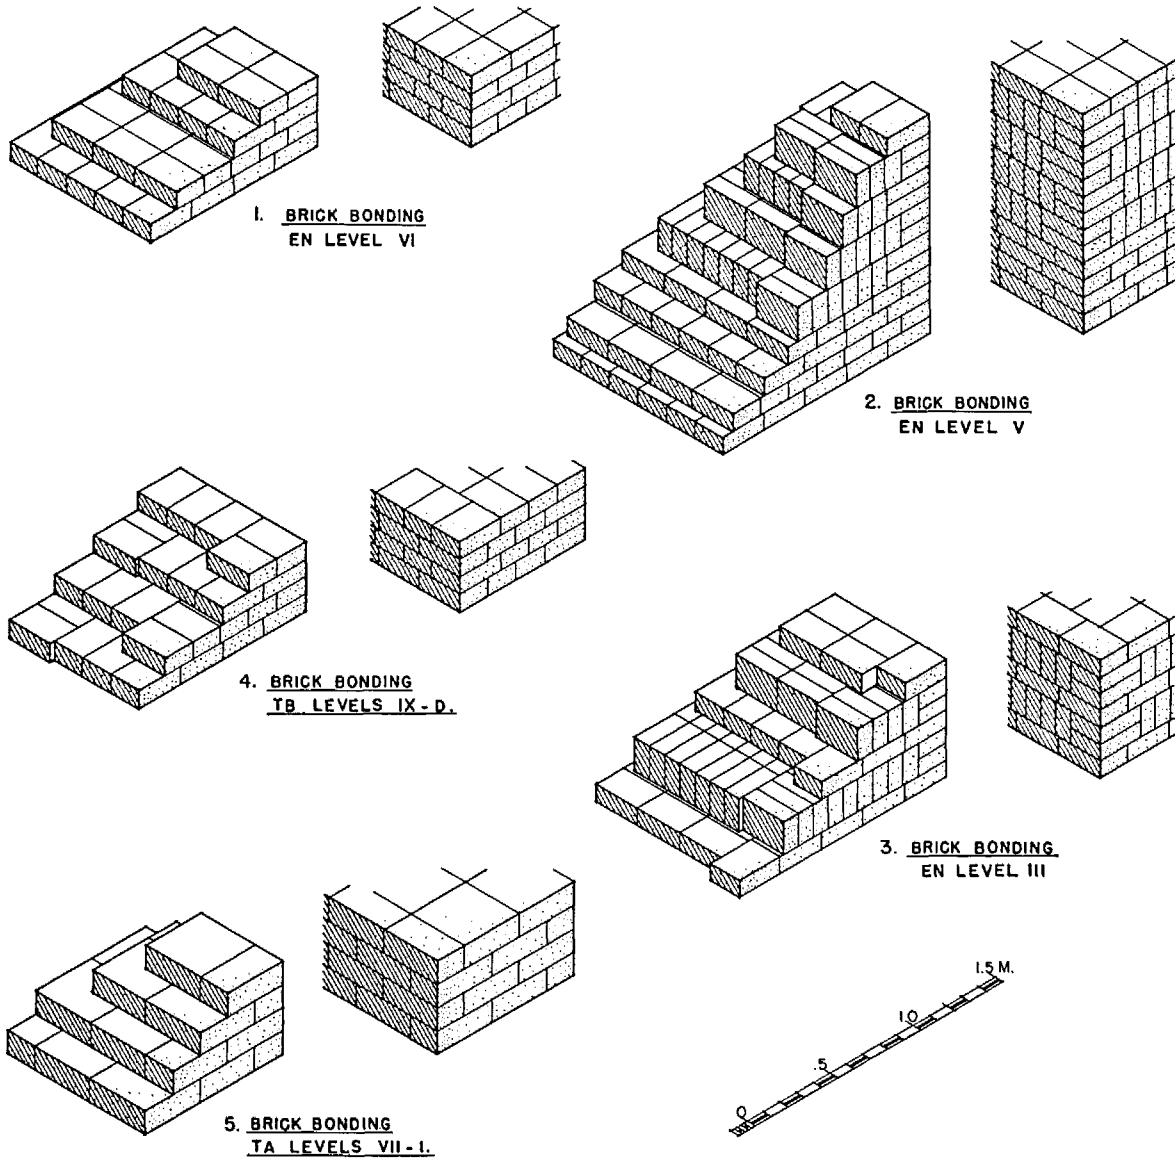 1. BRICK BONDING
EN LEVEL VI
2. BRICK BONDING
EN LEVEL V
4. BRICK BONDING
TB LEVELS IX-D.
3. BRICK BONDING
EN LEVEL III
5. BRICK BONDING
TA LEVELS VII-I.
0 .5 1.0 1.5 M.